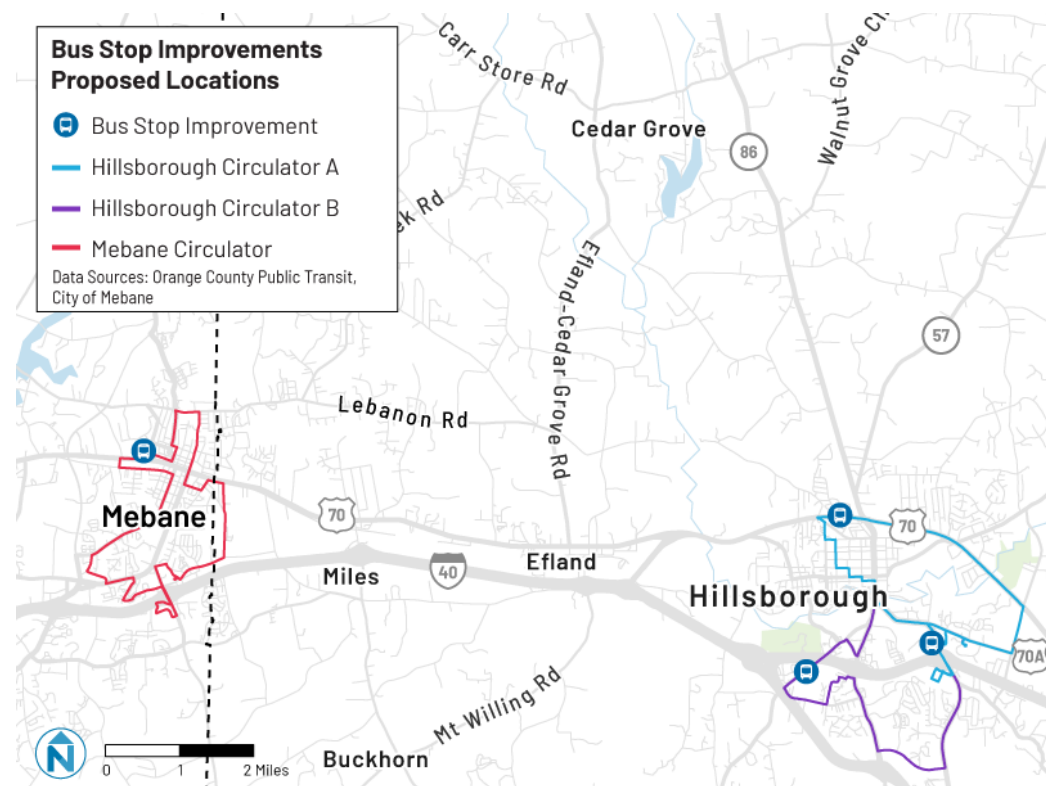 Bus Stop Improvements
Proposed Locations
Bus Stop Improvement
Hillsborough Circulator A
Hillsborough Circulator B
Mebane Circulator
Data Sources: Orange County Public Transit,
City of Mebane
Carr Store Rd
Cedar Grove
86
Walnut Grove
ek Rd
Efland-Cedar Grove Rd
57
Lebanon Rd
Mebane
70
70
Miles
40
Efland
Hillsborough
70A
Mt Willing Rd
Buckhorn
N
0 1 2 Miles